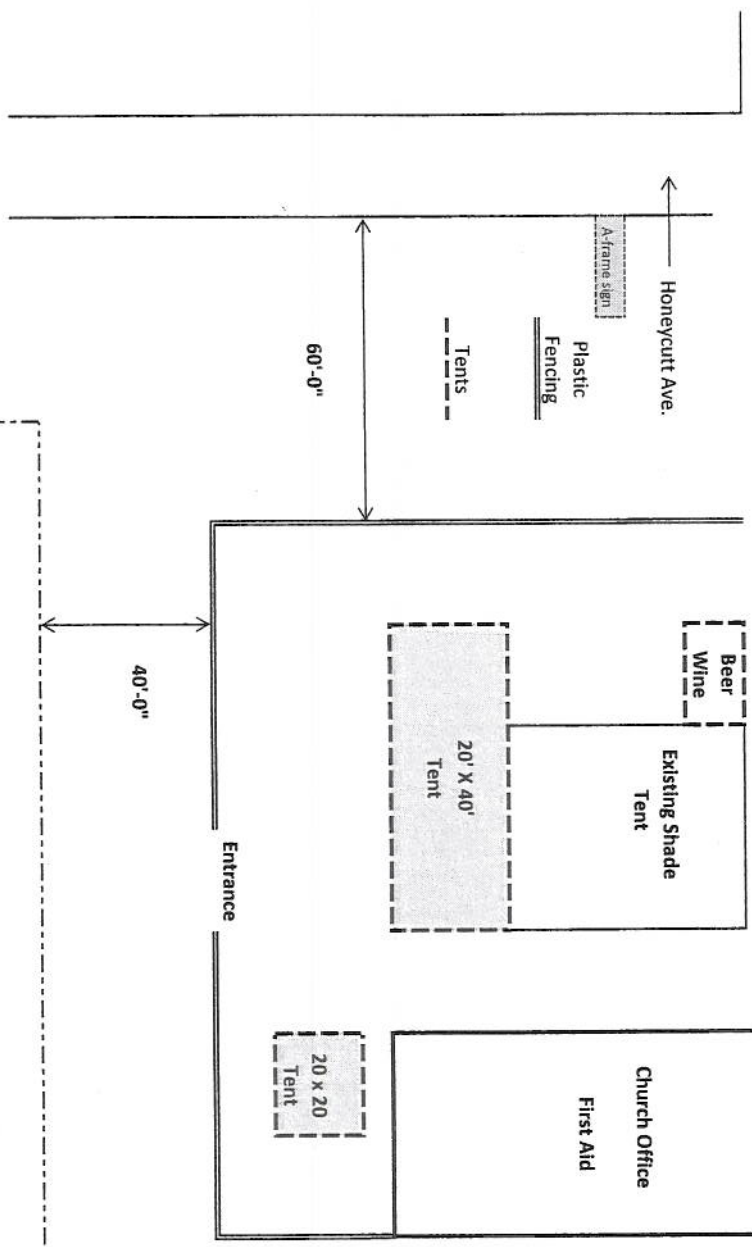 Honeycutt Ave.
A-frame sign
Plastic
Fencing
Tents
60'-0"
Beer
Wine
Existing Shade
Tent
20' X 40'
Tent
Church Office
First Aid
20 x 20
Tent
Entrance
40'-0"